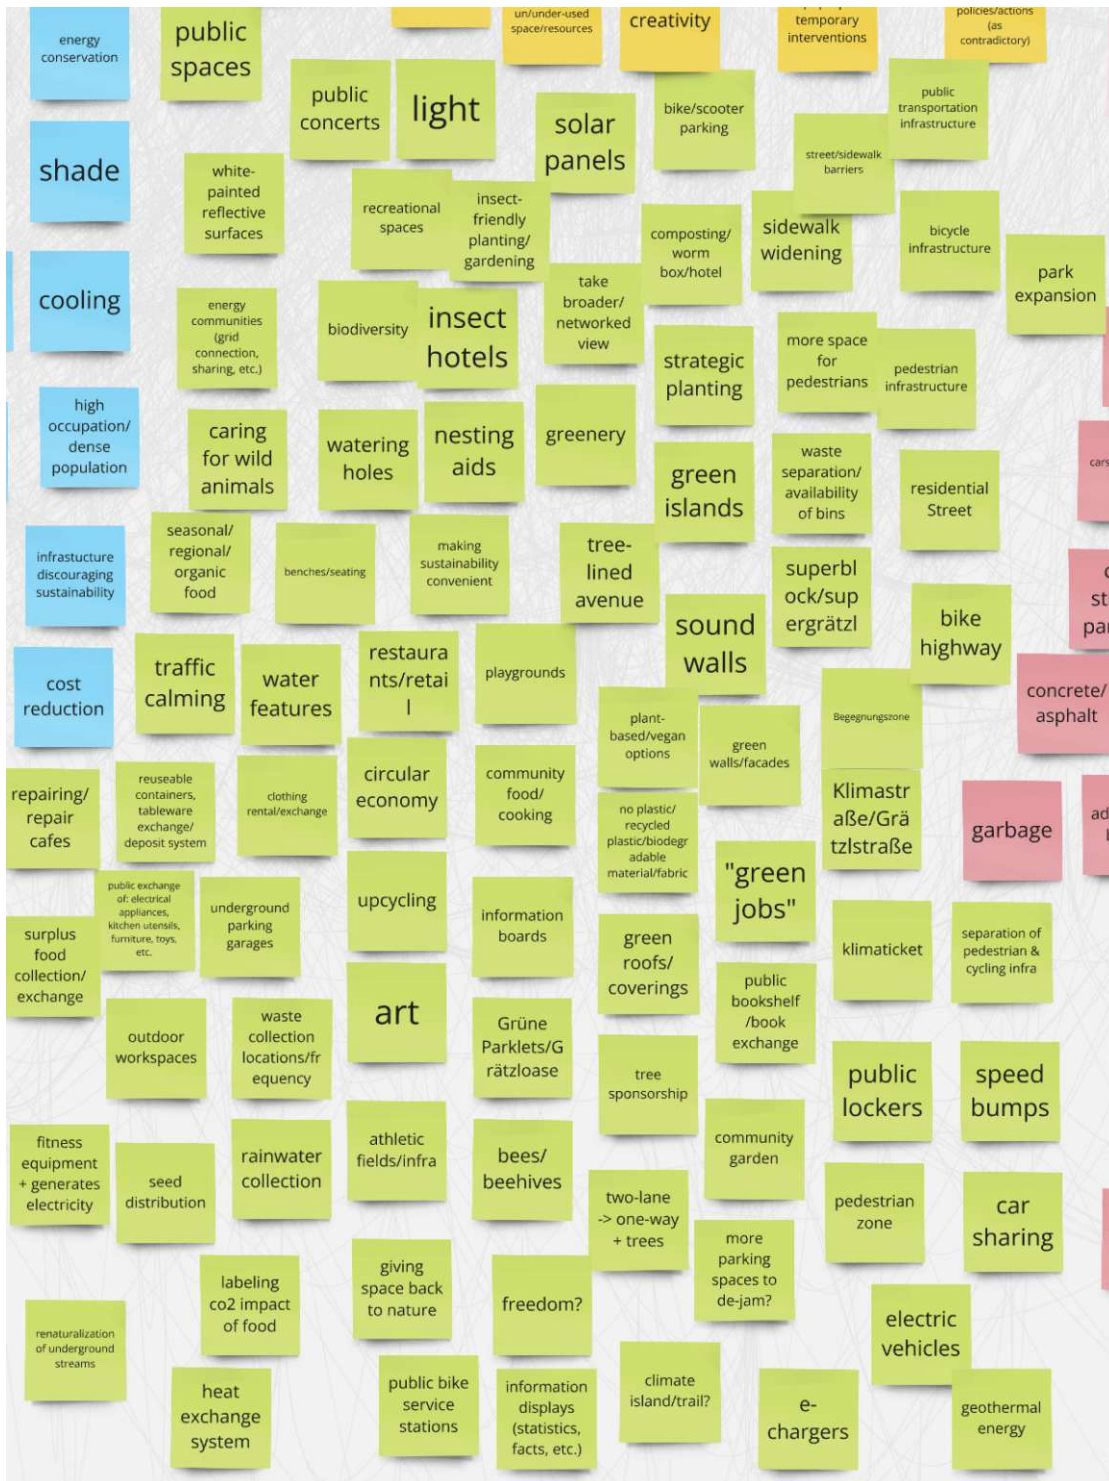 energy
conservation
public
spaces
un/under-used
space/resources
creativity
temporary
interventions
policies/actions
(as
contradictory)
public
concerts
light
solar
panels
bike/scooter
parking
public
transportation
infrastructure
street/sidewalk
barriers
shade
white-
painted
reflective
surfaces
recreational
spaces
insect-
friendly
planting/
gardening
composting/
worm
box/hotel
sidewalk
widening
bicycle
infrastructure
park
expansion
cooling
energy
communities
(grid
connection,
sharing, etc.)
biodiversity
insect
hotels
take
broader/
networked
view
strategic
planting
more space
for
pedestrians
pedestrian
infrastructure
high
occupation/
dense
population
caring
for wild
animals
watering
holes
nesting
aids
greenery
green
islands
waste
separation/
availability
of bins
residential
Street
cars
infrastucture
discouraging
sustainability
seasonal/
regional/
organic
food
benches/seating
making
sustainability
convenient
tree-
lined
avenue
sound
walls
superbl
ock/sup
ergrätzl
bike
highway
c
st
pa
cost
reduction
traffic
calming
water
features
restaura
nts/retai
l
playgrounds
plant-
based/vegan
options
green
walls/facades
Begegnungszone
concrete/
asphalt
repairing/
repair
cafes
reuseable
containers,
tableware
exchange/
deposit system
clothing
rental/exchange
circular
economy
community
food/
cooking
no plastic/
recycled
plastic/biodegr
adable
material/fabric
"green
jobs"
Klimastr
aße/Grä
tzlstraße
garbage
ad
surplus
food
collection/
exchange
public exchange
of: electrical
appliances,
kitchen utensils,
furniture, toys,
etc.
underground
parking
garages
upcycling
information
boards
green
roofs/
coverings
public
bookshelf
/book
exchange
klimaticket
separation of
pedestrian &
cycling infra
outdoor
workspaces
waste
collection
locations/fr
equency
art
Grüne
Parklets/G
rätzloase
tree
sponsorship
public
lockers
speed
bumps
fitness
equipment
+ generates
electricity
seed
distribution
rainwater
collection
athletic
fields/infra
bees/
beehives
two-lane
-> one-way
+ trees
community
garden
pedestrian
zone
car
sharing
renaturalization
of underground
streams
labeling
co2 impact
of food
giving
space back
to nature
freedom?
more
parking
spaces to
de-jam?
electric
vehicles
heat
exchange
system
public bike
service
stations
information
displays
(statistics,
facts, etc.)
climate
island/trail?
e-
chargers
geothermal
energy